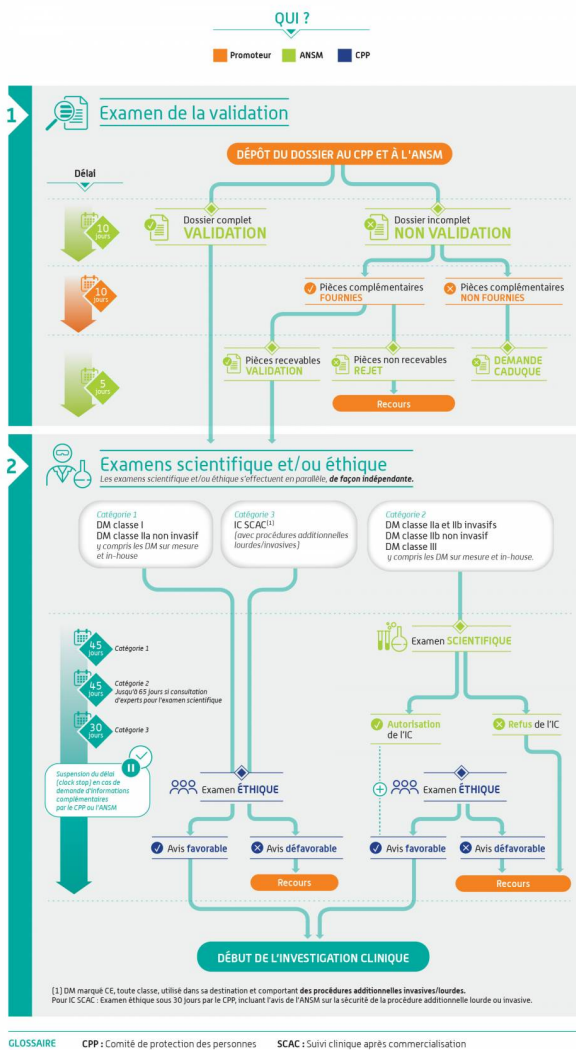 QUI ?
Promoteur ANSM CPP
1
Examen de la validation
DÉPÔT DU DOSSIER AU CPP ET À L'ANSM
Délai
10
jours
Dossier complet
VALIDATION
Dossier incomplet
NON VALIDATION
10
jours
Pièces complémentaires
FOURNIES
Pièces complémentaires
NON FOURNIES
5
jours
Pièces recevables
VALIDATION
Pièces non recevables
REJET
DEMANDE
CADUQUE
Recours
2
Examens scientifique et/ou éthique
Les examens scientifique et/ou éthique s'effectuent en parallèle, de façon indépendante.
Catégorie 1
DM classe I
DM classe IIa non invasif
y compris les DM sur mesure
et in-house
Catégorie 3
IC SCAC(1)
(avec procédures additionnelles
lourdes/invasives)
Catégorie 2
DM classe IIa et IIb invasifs
DM classe IIb non invasif
DM classe III
y compris les DM sur mesure et in-house.
Examen SCIENTIFIQUE
45
jours
Catégorie 1
45
jours
Catégorie 2
Jusqu'à 65 jours si consultation
d'experts pour l'examen scientifique
30
jours
Catégorie 3
Autorisation
de l'IC
Refus de l'IC
Suspension du délai
(clock stop) en cas de
demande d'informations
complémentaires
par le CPP ou l'ANSM
Examen ÉTHIQUE
Examen ÉTHIQUE
Avis favorable
Avis défavorable
Avis favorable
Avis défavorable
Recours
Recours
DÉBUT DE L'INVESTIGATION CLINIQUE
(1) DM marqué CE, toute classe, utilisé dans sa destination et comportant des procédures additionnelles invasives/lourdes.
Pour IC SCAC : Examen éthique sous 30 jours par le CPP, incluant l'avis de l'ANSM sur la sécurité de la procédure additionnelle lourde ou invasive.
GLOSSAIRE CPP : Comité de protection des personnes SCAC : Suivi clinique après commercialisation